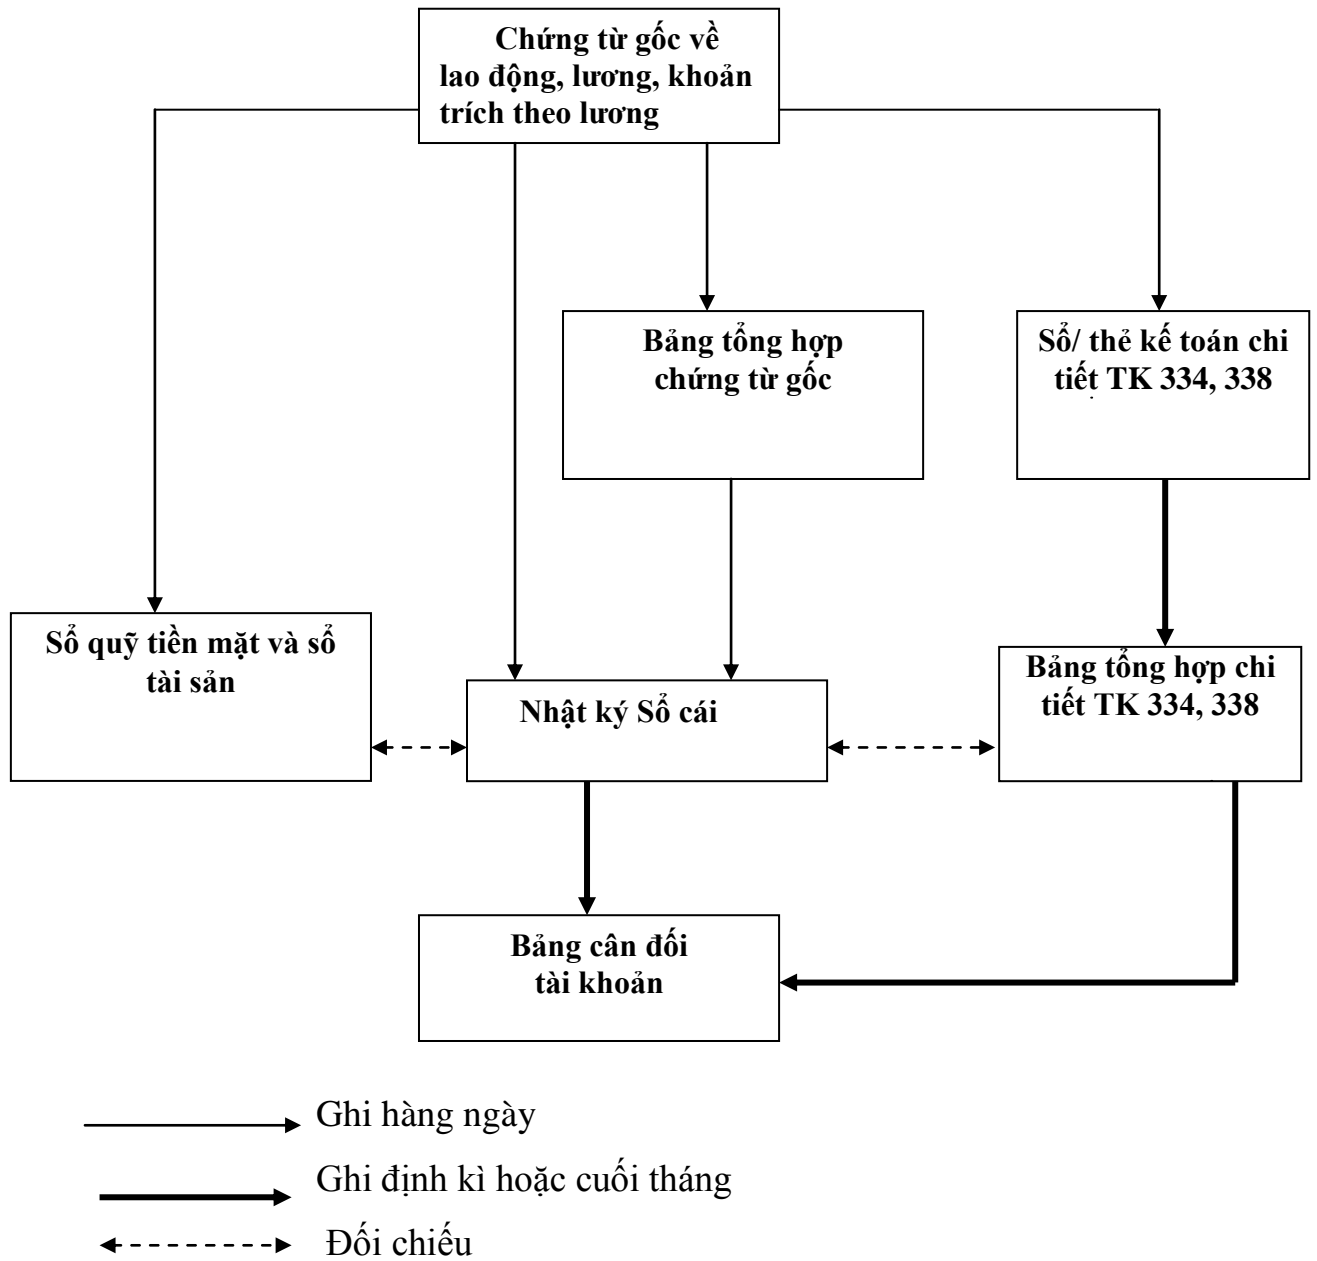 Chứng từ gốc về
lao động, lương, khoản
trích theo lương
Bảng tổng hợp
chứng từ gốc
Sổ/ thẻ kế toán chi
tiết TK 334, 338
Sổ quỹ tiền mặt và sổ
tài sản
Nhật ký Sổ cái
Bảng tổng hợp chi
tiết TK 334, 338
Bảng cân đối
tài khoản
Ghi hàng ngày
Ghi định kì hoặc cuối tháng
Đối chiếu